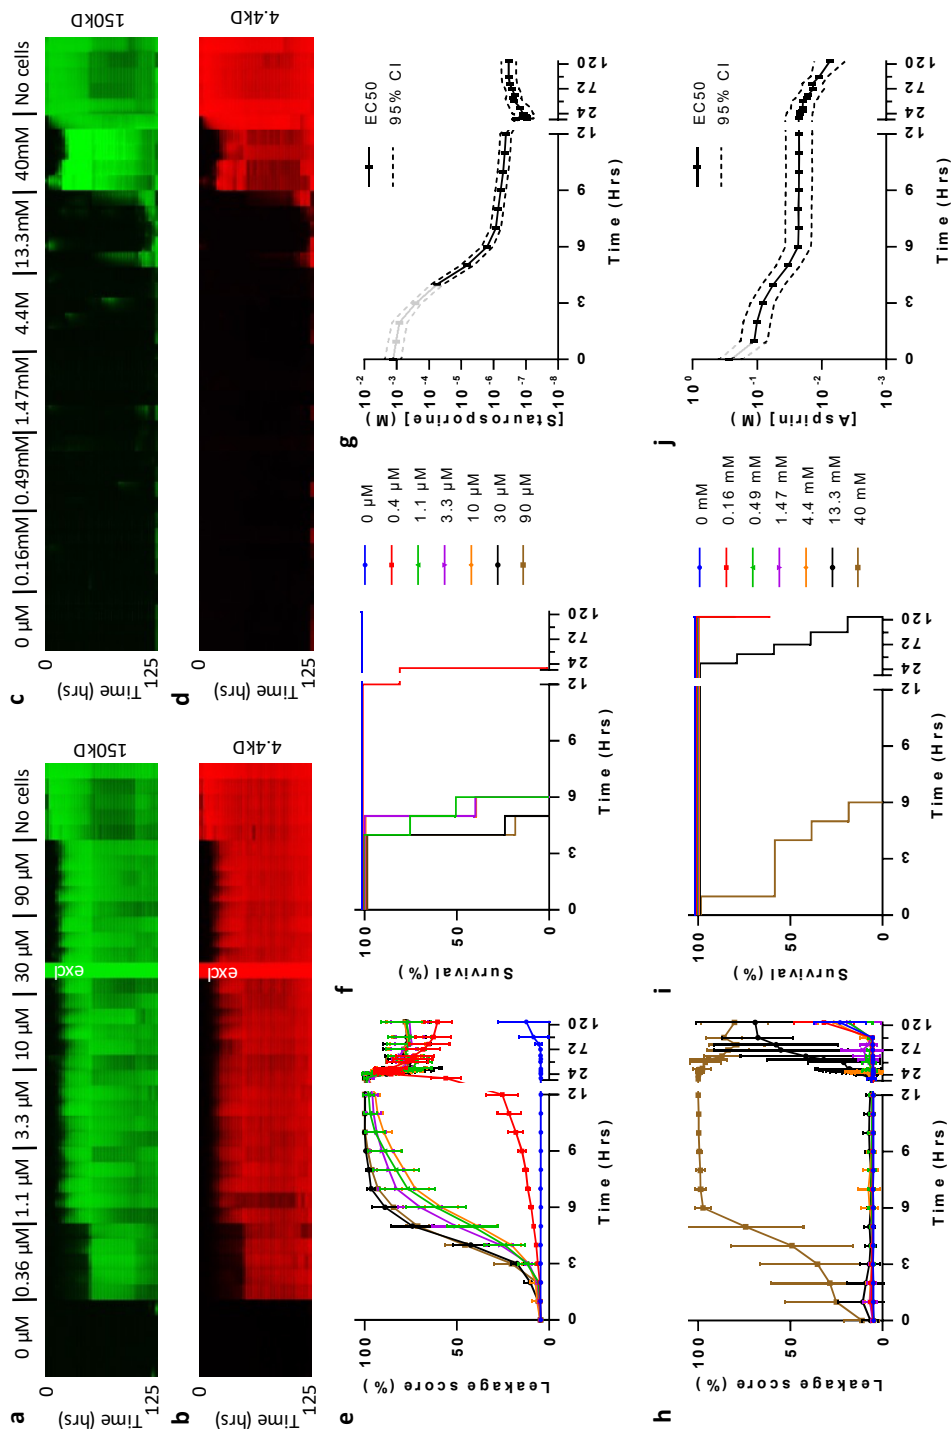 a
0 µM | 0.36 µM | 1.1 µM | 3.3 µM | 10 µM | 30 µM | 90 µM | No cells
Time (hrs)
0
125
excl
150kD
b
Time (hrs)
0
125
excl
4.4kD
c
0 µM |0.16mM |0.49mM |1.47mM| 4.4M |13.3mM| 40mM | No cells
Time (hrs)
0
125
150kD
d
Time (hrs)
0
125
4.4kD
e
Leakage score (%)
100
50
0
0 3 6 9 12 24 72 120
Time (Hrs)
f
Survival (%)
100
50
0
0 3 6 9 12 24 72 120
Time (Hrs)
0 µM
0.4 µM
1.1 µM
3.3 µM
10 µM
30 µM
90 µM
g
[Staurosporine] (M)
10-2
10-3
10-4
10-5
10-6
10-7
10-8
0 3 6 9 12 24 72 120
Time (Hrs)
EC50
95% CI
h
Leakage score (%)
100
50
0
0 3 6 9 12 24 72 120
Time (Hrs)
i
Survival (%)
100
50
0
0 3 6 9 12 24 72 120
Time (Hrs)
0 mM
0.16 mM
0.49 mM
1.47 mM
4.4 mM
13.3 mM
40 mM
j
[Aspirin] (M)
100
10-1
10-2
10-3
0 3 6 9 12 24 72 120
Time (Hrs)
EC50
95% CI